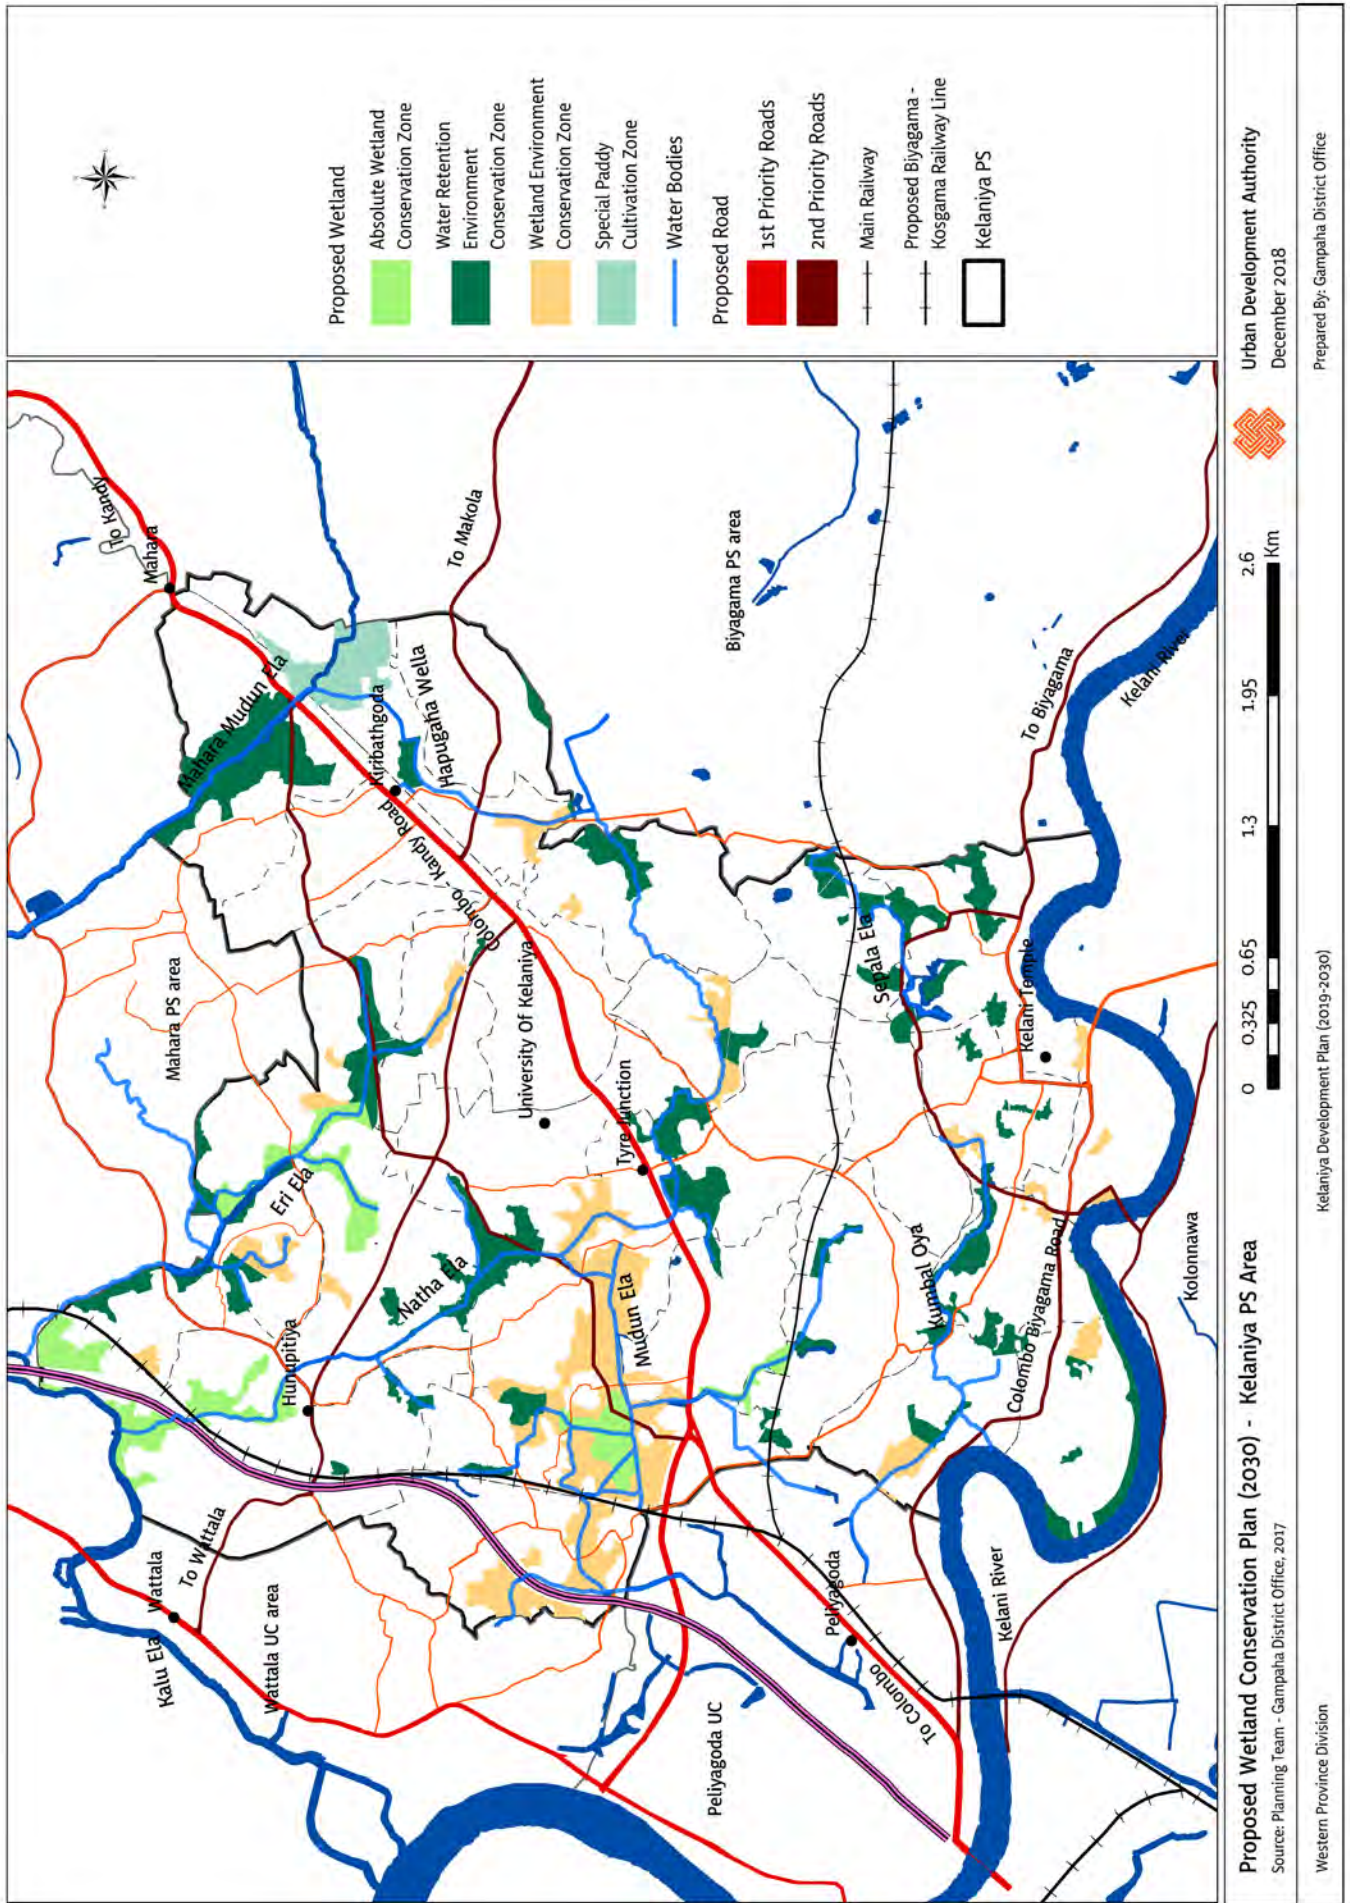 Proposed Wetland
Absolute Wetland
Conservation Zone
Water Retention
Environment
Conservation Zone
Wetland Environment
Conservation Zone
Special Paddy
Cultivation Zone
Water Bodies
Proposed Road
1st Priority Roads
2nd Priority Roads
Main Railway
Proposed Biyagama -
Kosgama Railway Line
Kelaniya PS
To Kandy
Mahara
Mahara Mudun Ela
To Makola
Kiribathgoda
Hapugaha Wella
Colombo , Kandy Road
Mahara PS area
Biyagama PS area
To Biyagama
Kelani River
University Of Kelaniya
Sepala Ela
Kelani Temple
Tyre Junction
Eri Ela
Natha Ela
Mudun Ela
Kumbal Oya
Colombo Biyagama Road
Kolonnawa
Hunupitiya
To Wattala
Wattala
Kalu Ela
Wattala UC area
Peliyagoda
Kelani River
To Colombo
Peliyagoda UC
Proposed Wetland Conservation Plan (2030) - Kelaniya PS Area
Source: Planning Team - Gampaha District Office, 2017
0 0.325 0.65 1.3 1.95 2.6
Km
Urban Development Authority
December 2018
Western Province Division
Kelaniya Development Plan (2019-2030)
Prepared By: Gampaha District Office